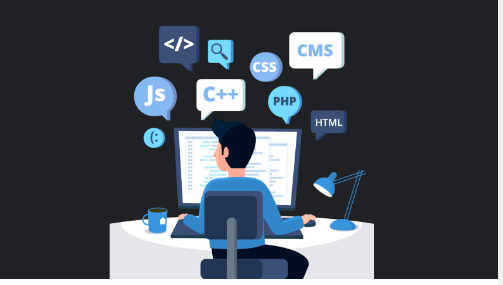 </>
CMS
CSS
Js
C++
PHP
HTML
(: